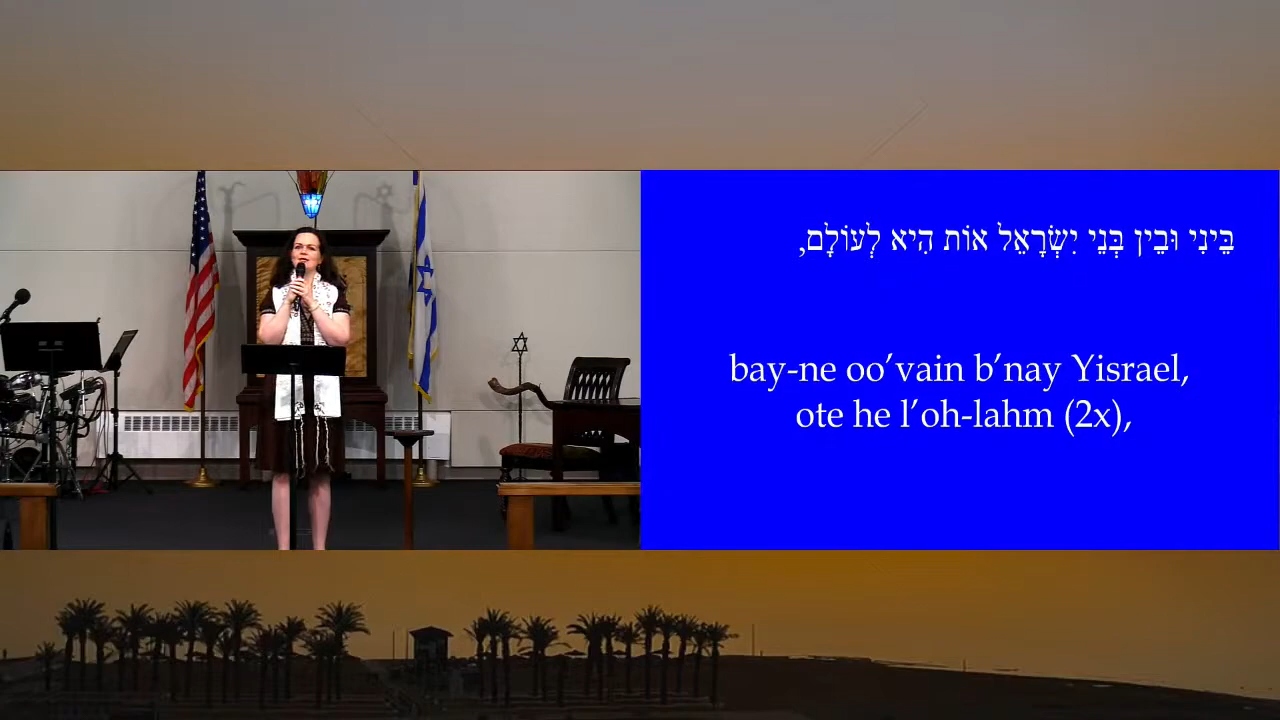 בֵּינִי וּבֵין בְּנֵי יִשְׂרָאֵל אוֹת הִיא לְעוֹלָם,
bay-ne oo’vain b’nay Yisrael,
ote he l’oh-lahm (2x),